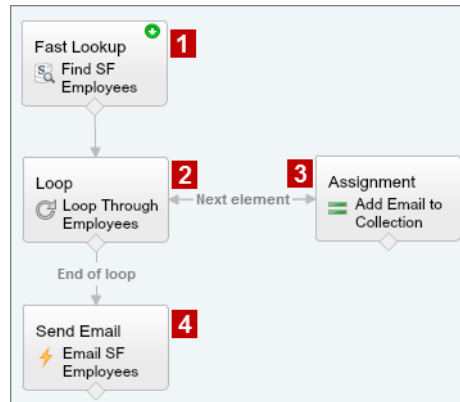 Fast Lookup
1
Find SF
Employees
Loop
2
Loop Through
Employees
Next element
3
Assignment
Add Email to
Collection
End of loop
Send Email
4
Email SF
Employees